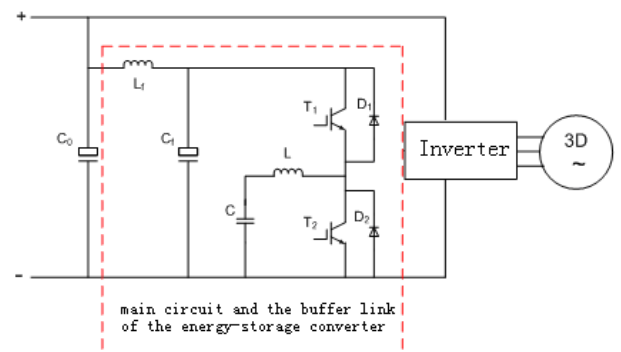 +
Lf
T1
D1
C0
Cf
Inverter
3D
~
L
C
T2
D2
-
main circuit and the buffer link
of the energy-storage converter